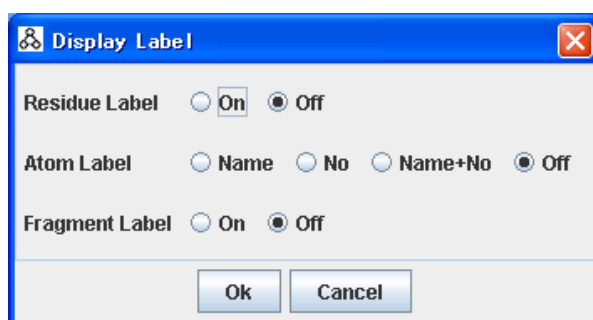 Display Label
Residue Label On Off
Atom Label Name No Name+No Off
Fragment Label On Off
Ok Cancel